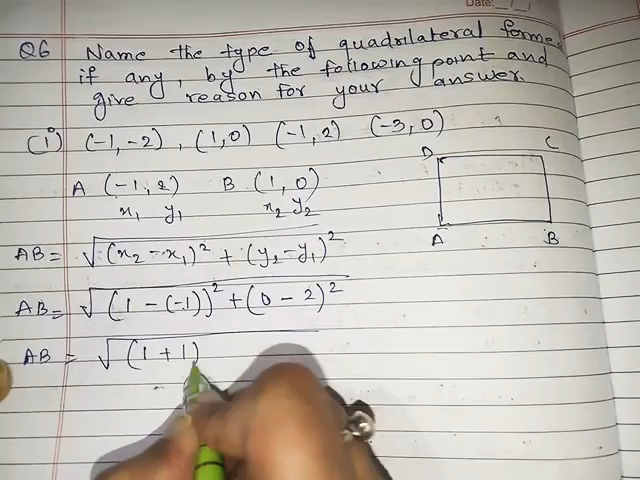 Date:
Q6 Name the type of quadrilateral forme
if any, by the following point and
give reason for your answer.
(i) (-1,-2), (1,0) (-1,2) (-3,0)
A (-1,2) B (1,0)
x₁ y₁ x₂ y₂
D C
A B
AB = √(x₂-x₁)² + (y₂-y₁)²
AB = √(1-(-1))² + (0-2)²
AB = √(1+1)